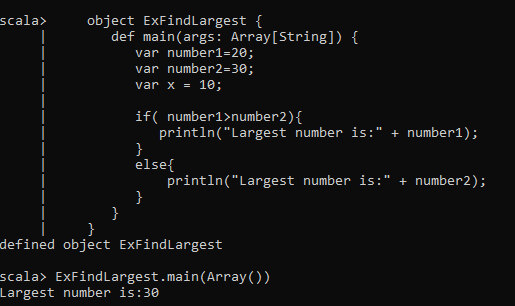 scala>     object ExFindLargest {
     |        def main(args: Array[String]) {
     |           var number1=20;
     |           var number2=30;
     |           var x = 10;
     |
     |           if( number1>number2){
     |              println("Largest number is:" + number1);
     |           }
     |           else{
     |               println("Largest number is:" + number2);
     |           }
     |        }
     |     }
defined object ExFindLargest

scala> ExFindLargest.main(Array())
Largest number is:30